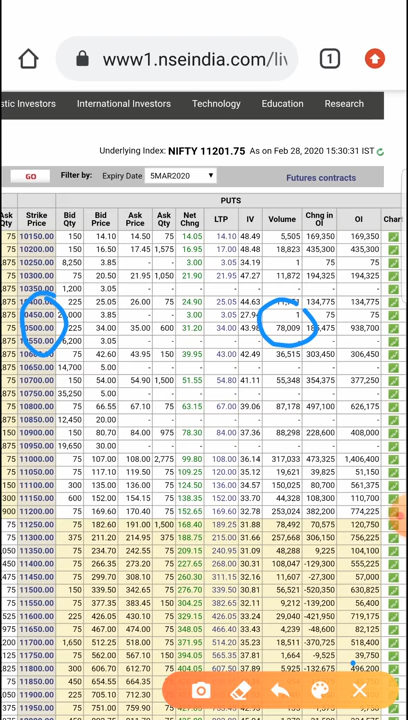 www1.nseindia.com/liv
1
stic Investors International Investors Technology Education Research
Underlying Index: NIFTY 11201.75 As on Feb 28, 2020 15:30:31 IST
GO Filter by: Expiry Date 5MAR2020 Futures contracts
PUTS
Ask Qty Strike Price Bid Qty Bid Price Ask Price Ask Qty Net Chng LTP IV Volume Chng in OI OI Char
75 10150.00 150 14.10 14.50 75 14.05 14.10 48.49 5,505 169,350 169,350
75 10200.00 150 16.50 17.45 1,575 16.95 17.00 48.48 18,823 435,300 435,300
,875 10250.00 8,250 3.85 - - 3.00 3.05 34.19 1 75 75
75 10300.00 75 20.50 21.95 1,050 21.90 21.95 47.27 11,872 194,325 194,325
,875 10350.00 1,200 3.05 - - - - - - - -
225 25.00 26.00 75 24.90 25.05 44.63 134,775 134,775
,875 0450.00 3.85 - - 3.00 3.05 27.9 1 75 75
75 0500.00 225 34.00 35.00 600 31.20 34.00 43.98 78,009 938,700
3.05 - - - - - - - -
75 42.60 43.95 150 39.95 43.00 42.49 36,515 303,450 306,450
75 10650.00 14,700 5.00 - - - - - - - -
75 10700.00 150 54.00 54.90 1,500 51.55 54.80 41.11 55,348 354,375 377,250
75 10750.00 35,250 5.00 - - - - - - - -
75 10800.00 75 66.55 67.10 75 63.15 67.00 39.06 87,178 497,100 626,175
,875 10850.00 12,450 20.00 - - - - - - - -
150 10900.00 150 80.70 84.00 975 78.30 84.00 37.36 88,298 228,600 408,000
150 10950.00 19,650 30.00 - - - - - - - -
75 11000.00 75 107.00 108.00 2,775 99.80 108.00 36.14 317,033 473,325 1,406,400
75 11050.00 75 117.10 119.50 75 109.25 120.00 35.12 19,621 39,825 51,150
75 11100.00 300 135.00 136.00 75 124.50 136.00 34.57 150,025 80,700 561,375
300 11150.00 600 152.00 154.15 75 138.35 152.00 33.70 44,328 108,300 110,700
75 11200.00 75 169.60 170.40 75 152.65 169.60 32.78 253,024 382,200 774,225
75 11250.00 75 182.60 191.00 1,500 168.40 189.25 31.88 78,492 70,575 120,750
75 11300.00 375 211.20 214.95 375 188.75 215.00 31.66 257,668 306,150 756,225
,050 11350.00 75 234.70 242.55 75 209.15 240.95 31.09 48,288 9,225 104,100
450 11400.00 75 266.35 273.20 75 227.65 268.00 30.31 108,047 -129,300 555,225
75 11450.00 75 299.70 308.10 75 260.30 311.15 32.16 11,607 -27,300 57,000
75 11500.00 150 339.50 342.65 75 276.70 339.50 30.81 56,521 -520,350 630,825
75 11550.00 75 377.35 383.45 150 304.25 382.65 32.11 9,212 -139,200 56,400
525 11600.00 225 426.05 430.10 75 329.15 426.05 33.24 29,040 -421,950 719,175
975 11650.00 75 467.00 474.00 75 348.05 466.40 33.43 4,239 -48,600 82,125
200 11700.00 1,650 512.25 518.00 75 371.95 514.20 35.23 18,511 -370,725 518,400
125 11750.00 75 562.00 567.10 150 394.05 565.35 37.81 1,664 -9,525 39,750
75 11800.00 300 606.70 612.70 75 404.05 607.50 37.89 5,925 -132,675 496,200
75 11850.00 450 654.55 664.35
225 11900.00 75 705.10 712.30
375 11950.00 75 751.00 759.90